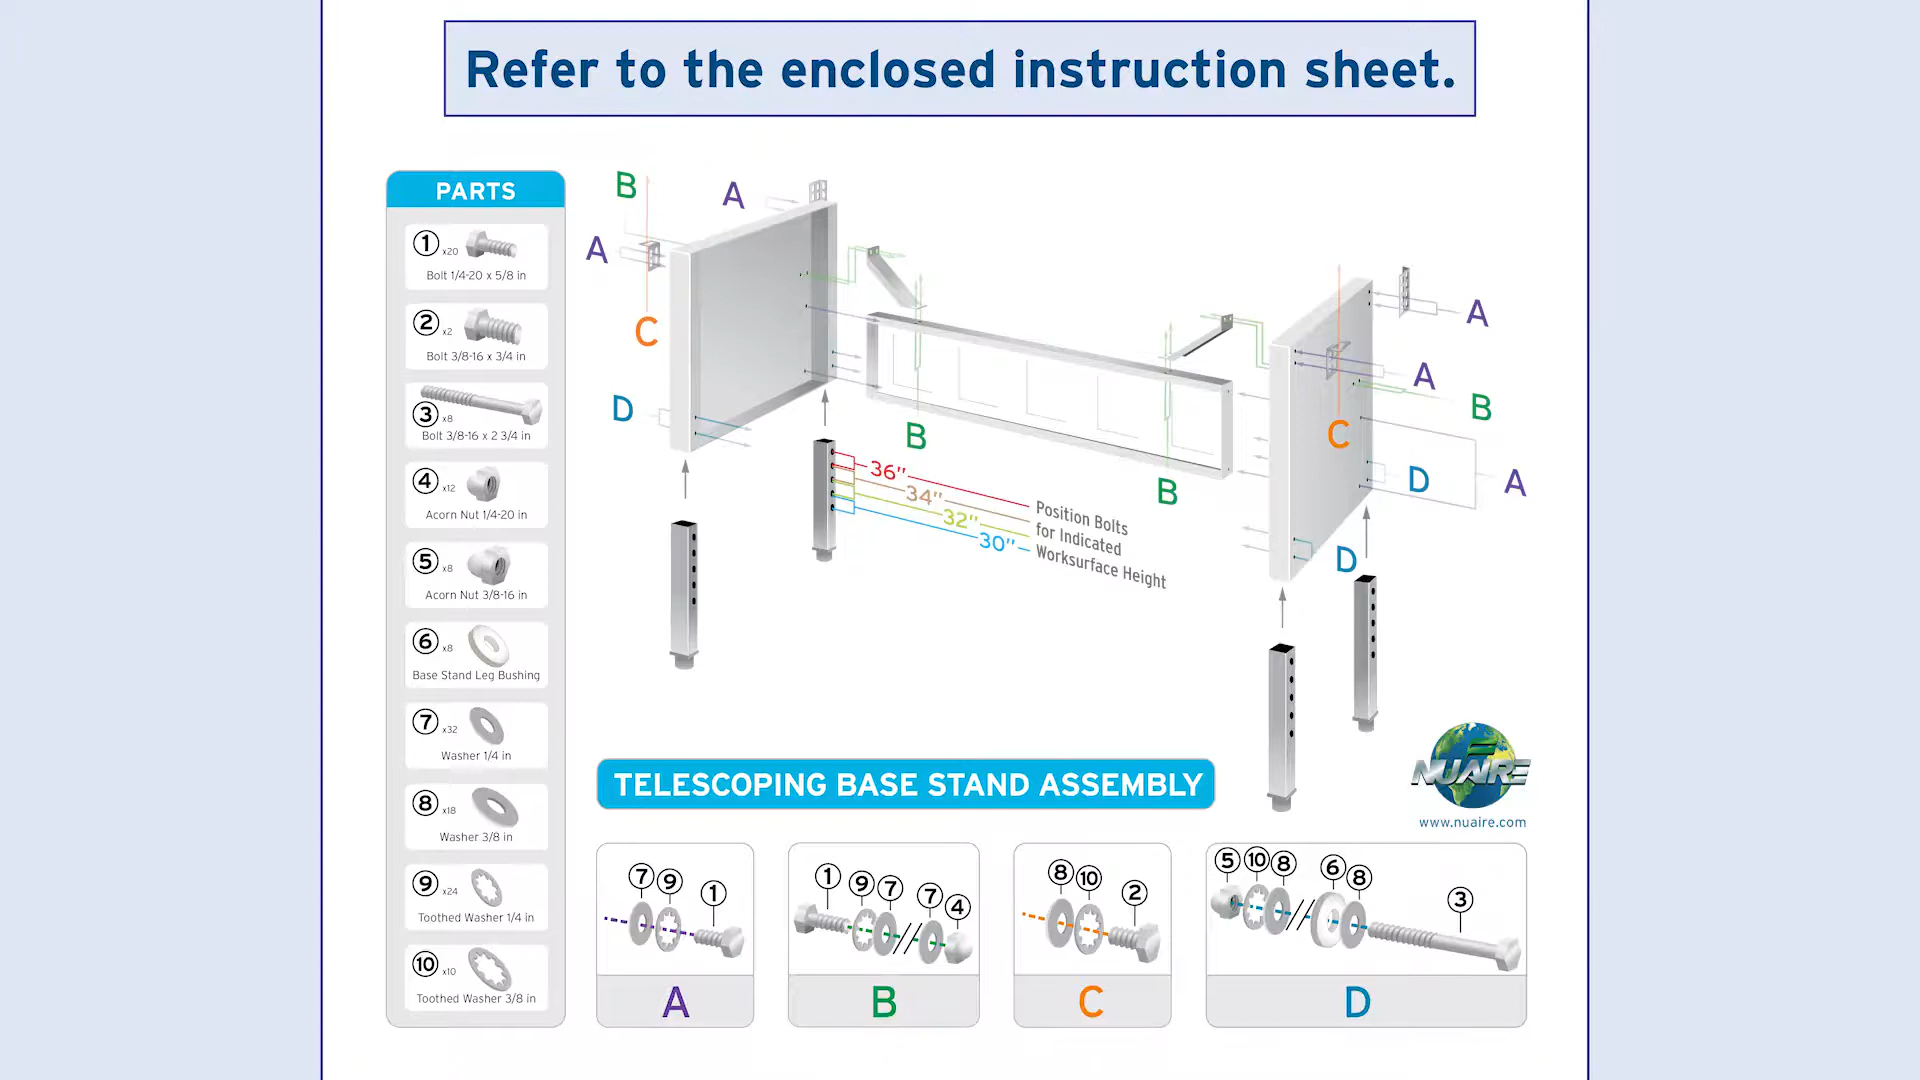 Refer to the enclosed instruction sheet.
PARTS
1 x20
Bolt 1/4-20 x 5/8 in
2 x2
Bolt 3/8-16 x 3/4 in
3 x8
Bolt 3/8-16 x 2 3/4 in
4 x12
Acorn Nut 1/4-20 in
5 x8
Acorn Nut 3/8-16 in
6 x8
Base Stand Leg Bushing
7 x32
Washer 1/4 in
8 x18
Washer 3/8 in
9 x24
Toothed Washer 1/4 in
10 x10
Toothed Washer 3/8 in
B
A
A
C
D
B
B
A
A
B
C
D
A
D
36"
34"
32"
30"
Position Bolts
for Indicated
Worksurface Height
NUAIRE
www.nuaire.com
TELESCOPING BASE STAND ASSEMBLY
7 9 1
A
1 9 7 7 4
B
8 10 2
C
5 10 8 6 8 3
D